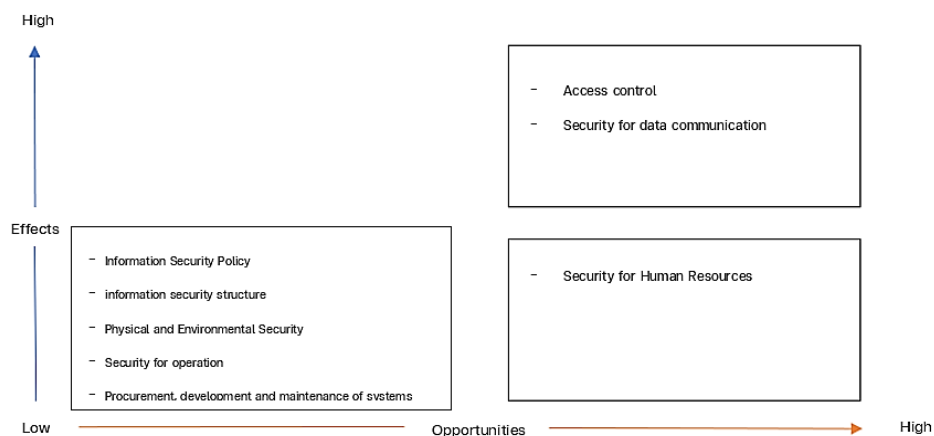 High
- Access control
- Security for data communication
Effects
- Information Security Policy
- information security structure
- Physical and Environmental Security
- Security for operation
- Procurement, development and maintenance of systems
- Security for Human Resources
Low
Opportunities
High